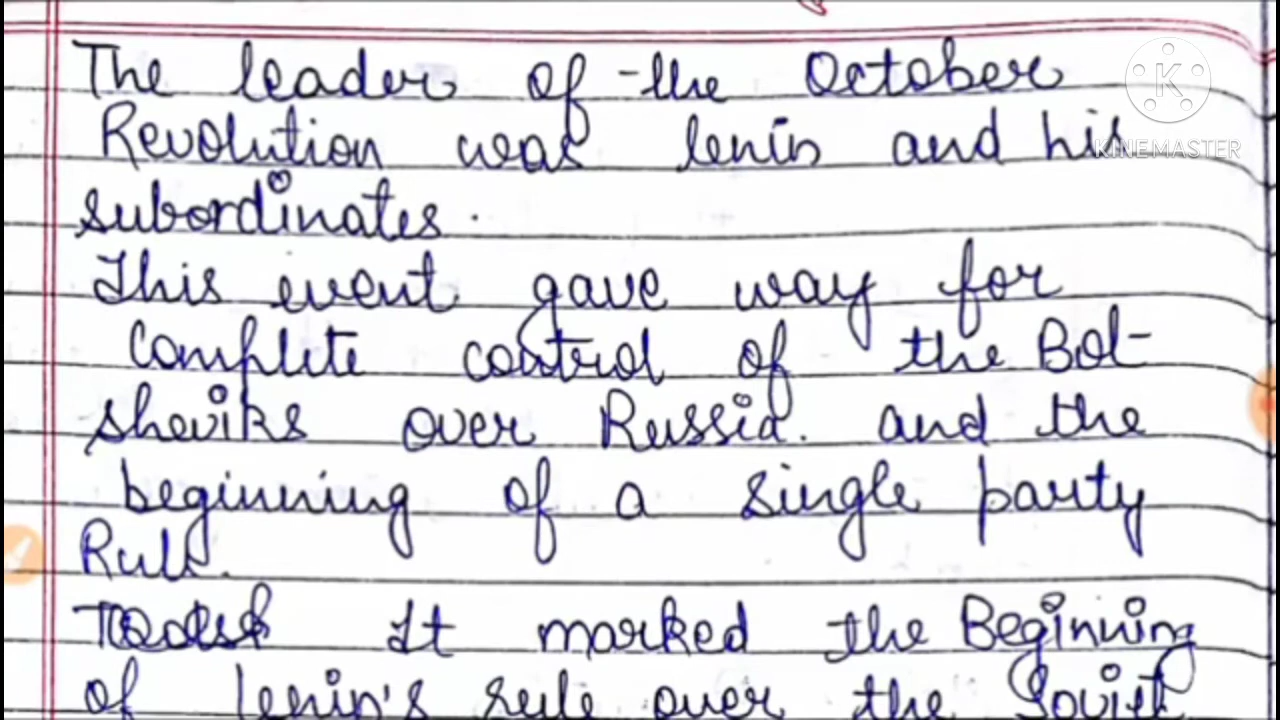 The leader of the October
Revolution was lenin and his
subordinates.
This event gave way for
complete control of the Bol-
sheviks over Russia. and the
beginning of a single party
Rule.
It marked the Beginning
of lenin's rule over the Soviet
KINEMASTER